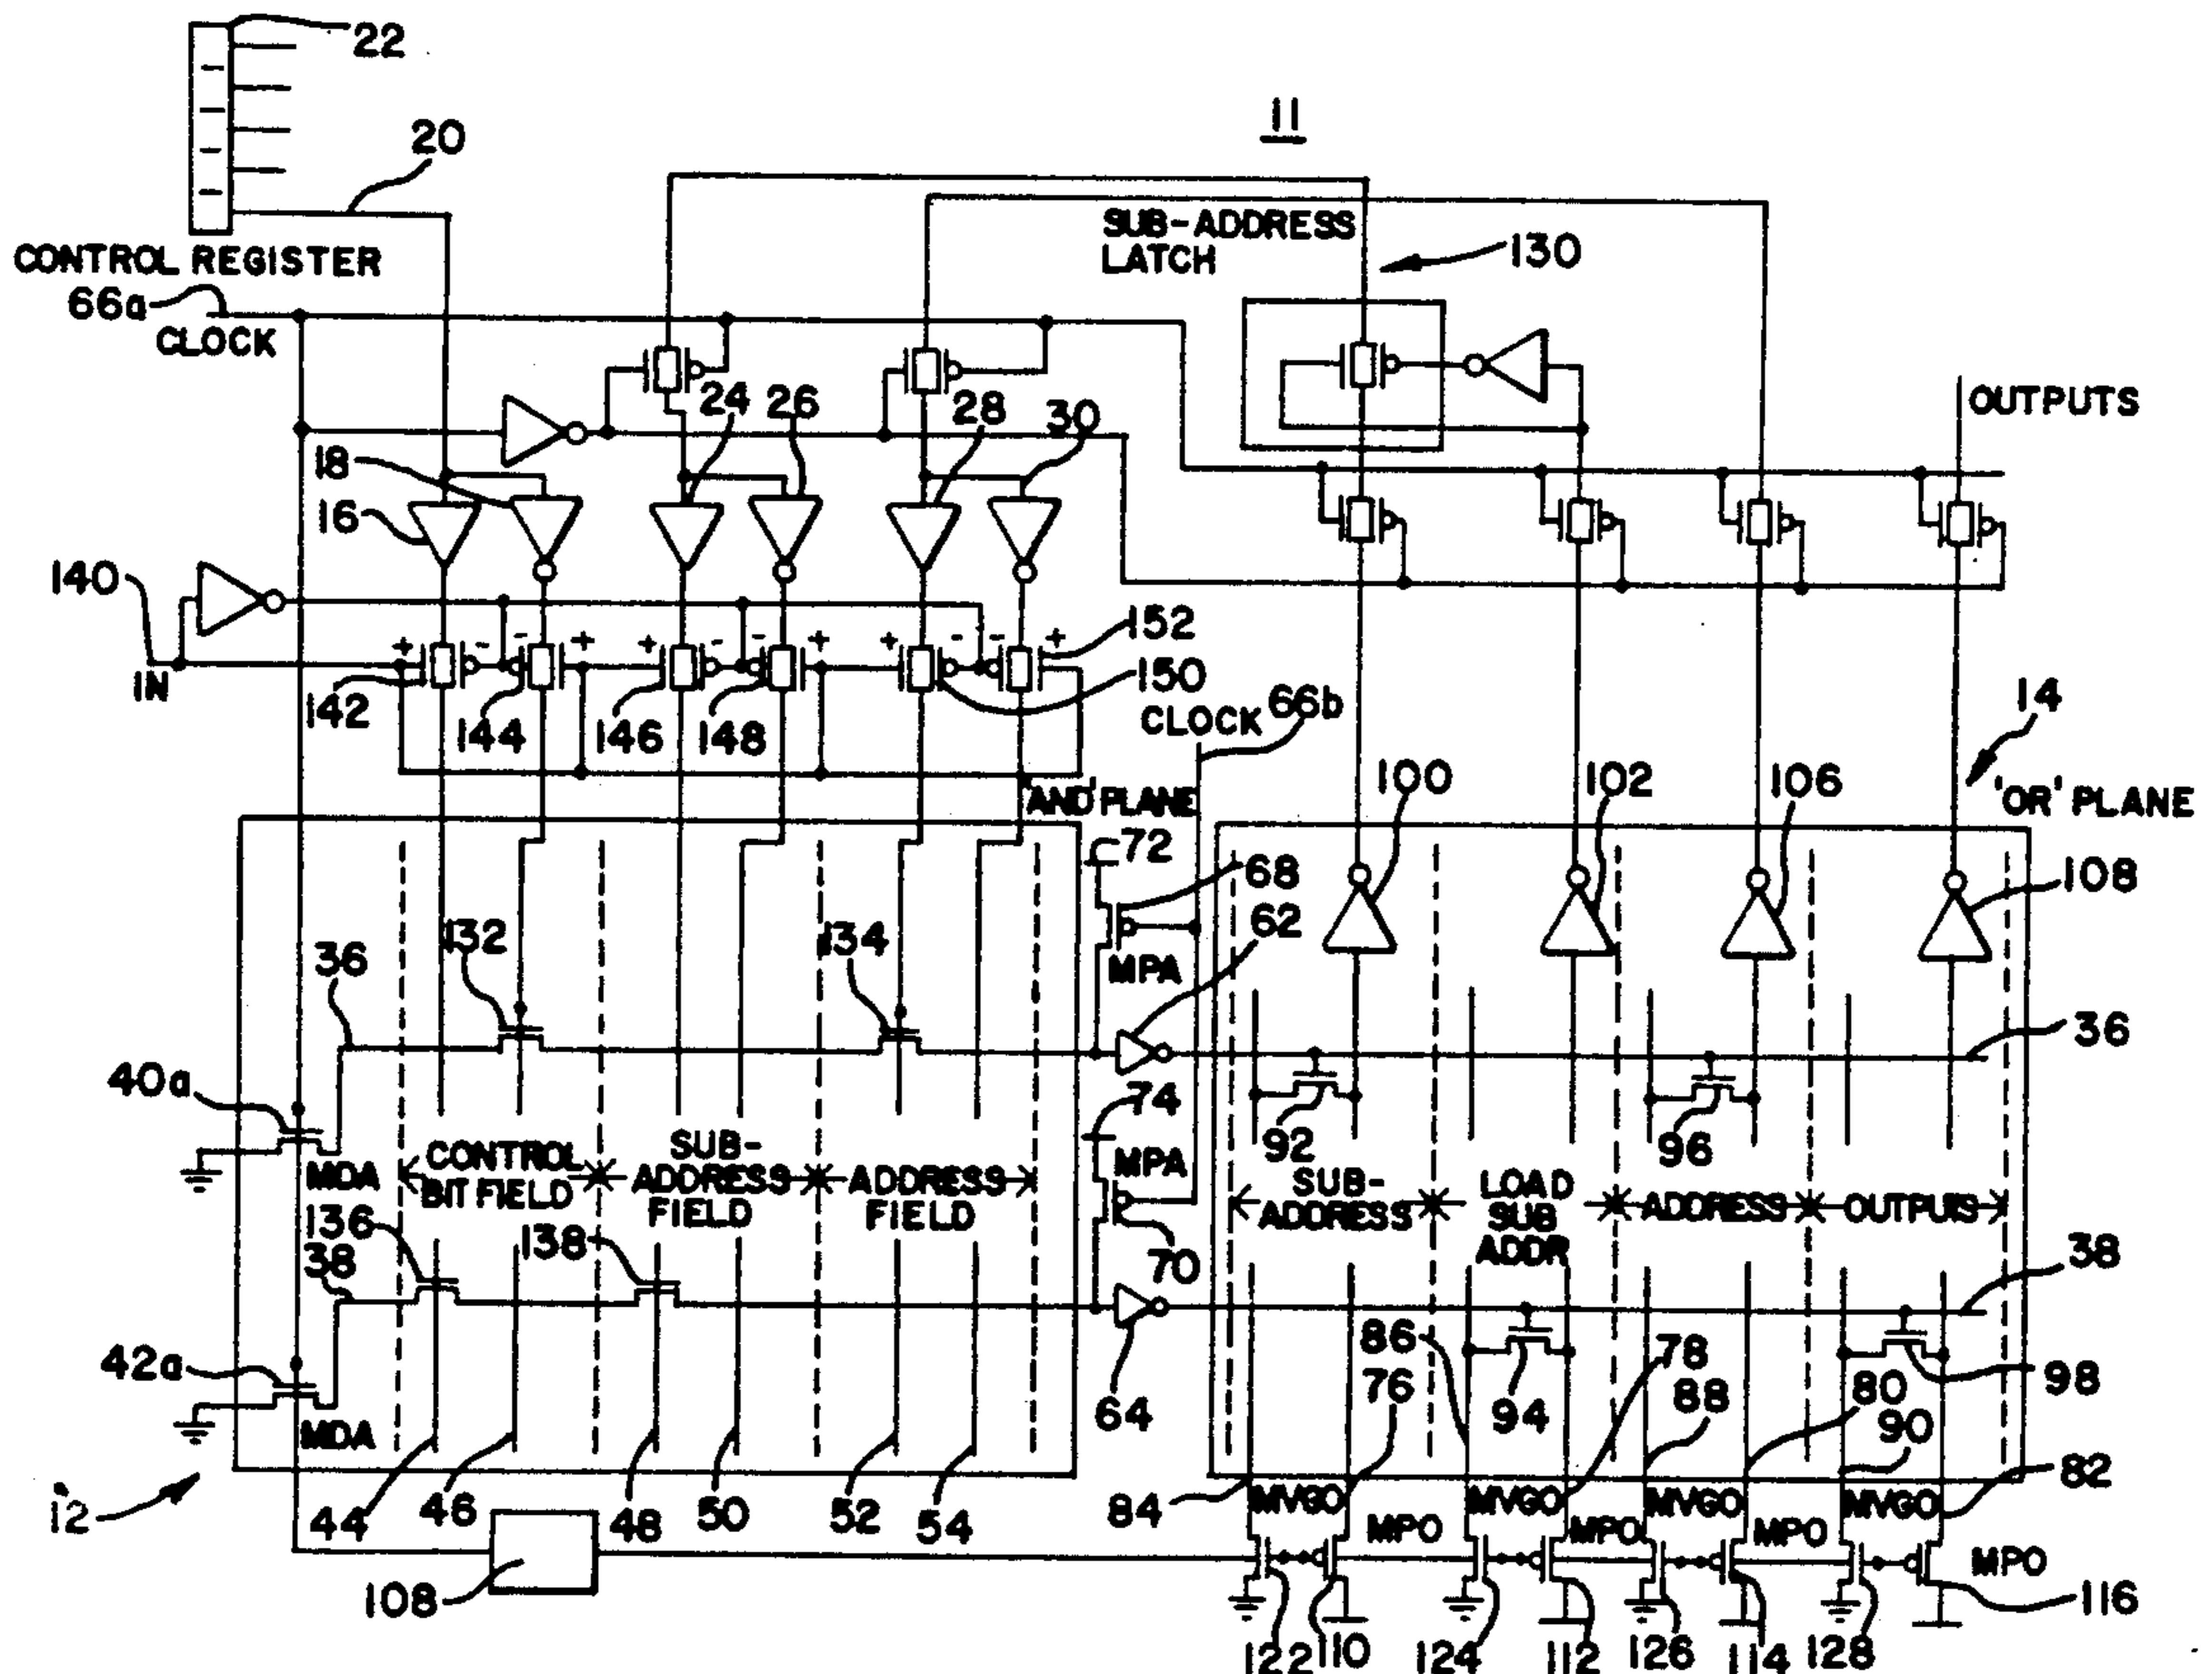 22
11
20
SUB-ADDRESS
LATCH
130
CONTROL REGISTER
66a
CLOCK
24
26
28
30
OUTPUTS
18
16
140
IN
+ - - + + - - + + - - +
152
142
144
146
148
150
CLOCK 66b
14
'AND' PLANE
100
102
106
'OR' PLANE
72
68
62
108
132
134
36
MPA
36
40a
74
92
96
MDA
CONTROL
BIT FIELD
SUB-
ADDRESS
FIELD
ADDRESS
FIELD
MPA
SUB-
ADDRESS
LOAD
SUB
ADDR
ADDRESS
OUTPUTS
136
38
138
70
38
42a
86
76
78
88
80
98
64
94
90
MDA
82
12
44
46
48
50
52
54
84
MVGO
MVGO
MVGO
MVGO
MPO
MPO
MPO
MPO
108
116
122
110
124
112
126
114
128